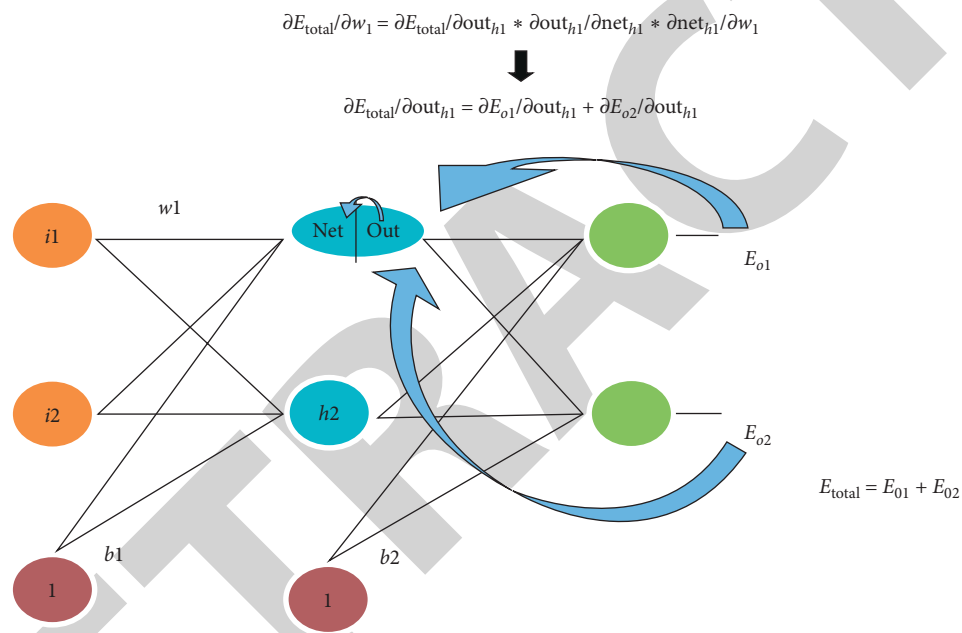 ∂E_total/∂w_1 = ∂E_total/∂out_h1 * ∂out_h1/∂net_h1 * ∂net_h1/∂w_1
∂E_total/∂out_h1 = ∂E_o1/∂out_h1 + ∂E_o2/∂out_h1
w1
i1
Net Out
E_o1
i2
h2
E_o2
E_total = E_01 + E_02
b1
b2
1
1